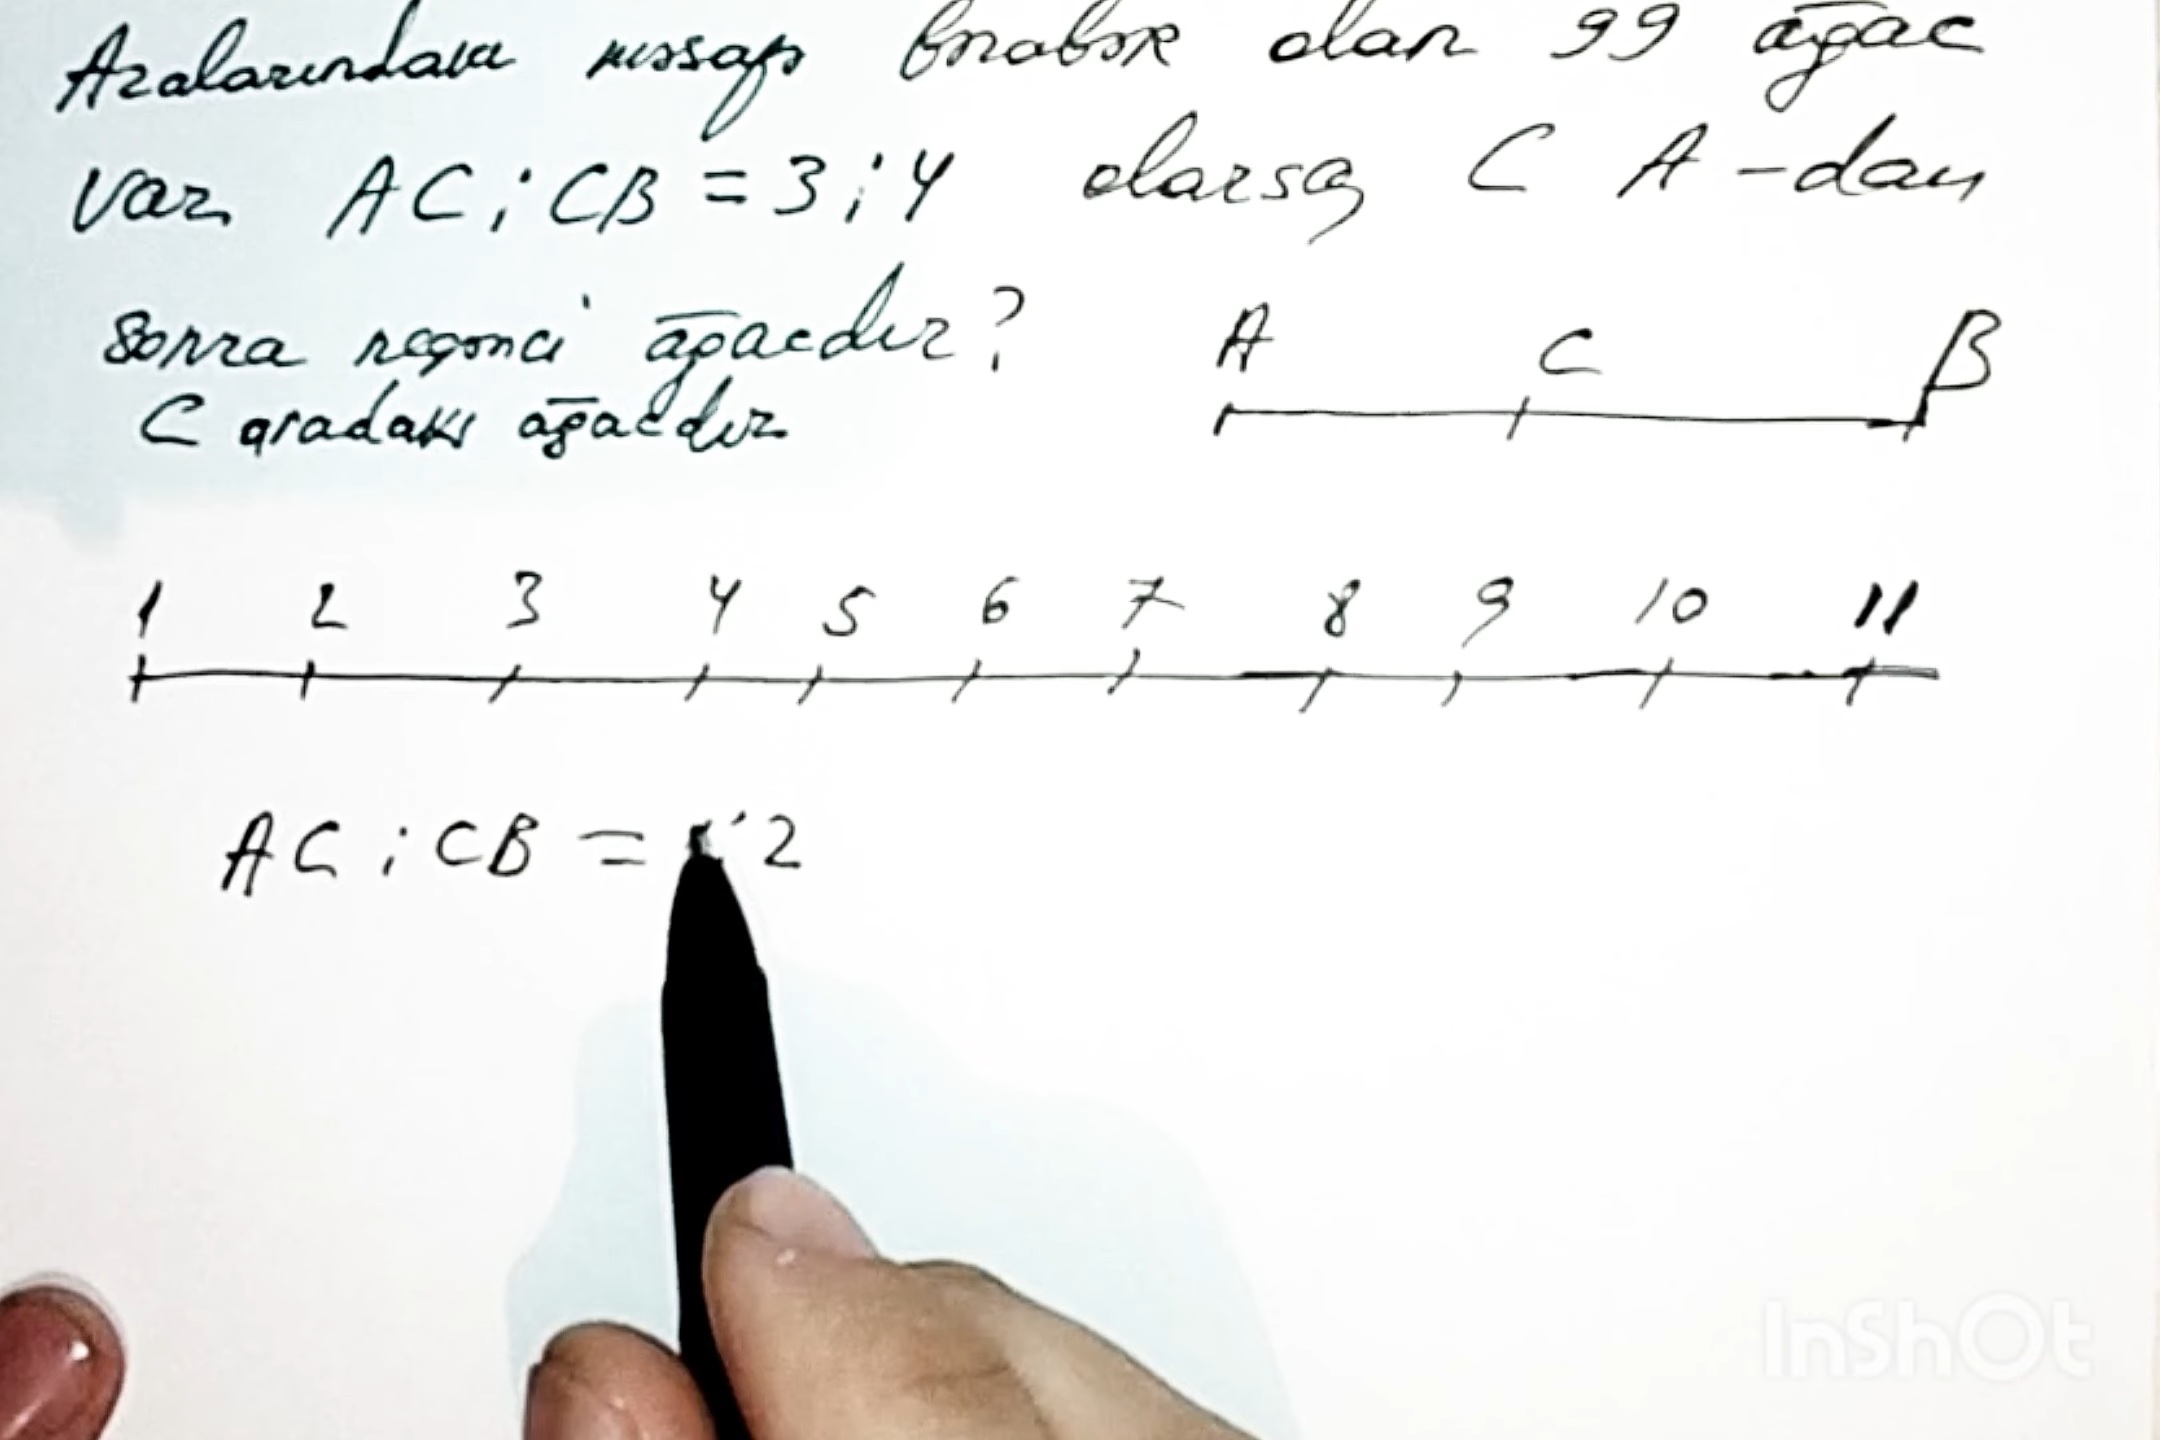 Aralarındakı məsafə bərabər olan 99 ağac
var AC:CB=3:4 olarsa, C A-dan
sonra neçənci ağacdır?
C aradakı ağacdır
A C B
1 2 3 4 5 6 7 8 9 10 11
AC:CB= :2
InShOt